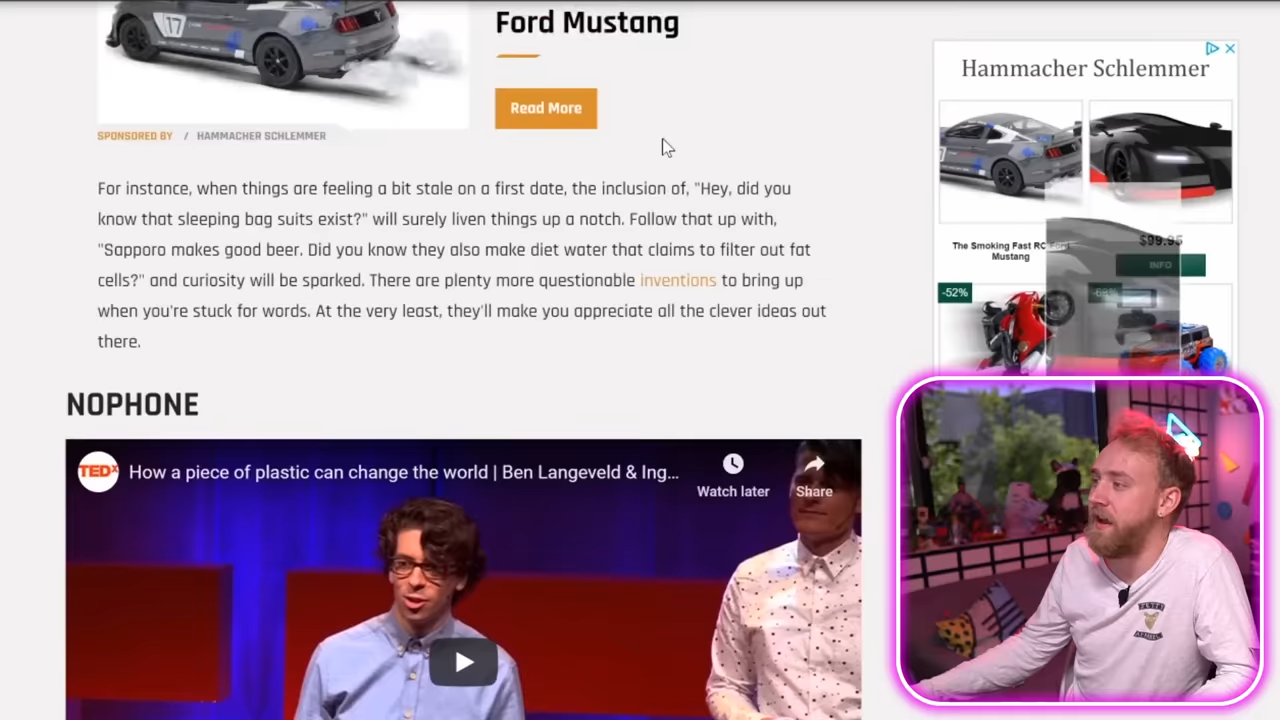 Ford Mustang
Read More
SPONSORED BY / HAMMACHER SCHLEMMER
For instance, when things are feeling a bit stale on a first date, the inclusion of, "Hey, did you
know that sleeping bag suits exist?" will surely liven things up a notch. Follow that up with,
"Sapporo makes good beer. Did you know they also make diet water that claims to filter out fat
cells?" and curiosity will be sparked. There are plenty more questionable inventions to bring up
when you're stuck for words. At the very least, they'll make you appreciate all the clever ideas out
there.
NOPHONE
TEDx
How a piece of plastic can change the world | Ben Langeveld & Ing...
Watch later
Share
Hammacher Schlemmer
The Smoking Fast RC Ford
Mustang
$99.95
INFO
-52%
17